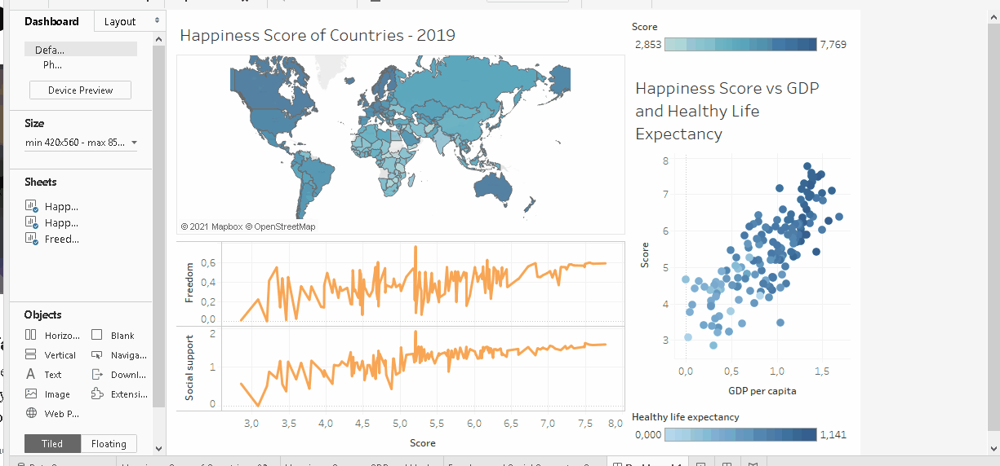 Dashboard
Layout
Defa...
Ph...
Device Preview
Size
min 420x560 - max 85...
Sheets
Happ...
Happ...
Freed...
Objects
Horizo...
Blank
Vertical
Naviga...
Text
Downl...
Image
Extensi...
Web P...
Tiled
Floating
Happiness Score of Countries - 2019
© 2021 Mapbox © OpenStreetMap
Freedom
0,6
0,4
0,2
0,0
Social support
2
1
0
3,0 3,5 4,0 4,5 5,0 5,5 6,0 6,5 7,0 7,5 8,0
Score
Score
2,853
7,769
Happiness Score vs GDP
and Healthy Life
Expectancy
Score
8
7
6
5
4
3
0,0 0,5 1,0 1,5
GDP per capita
Healthy life expectancy
0,000
1,141